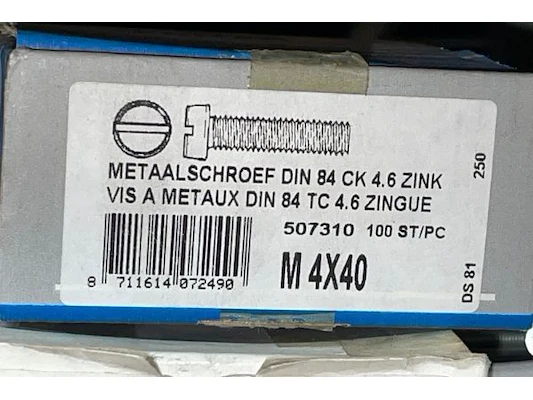 METAALSCHROEF DIN 84 CK 4.6 ZINK
VIS A METAUX DIN 84 TC 4.6 ZINGUE
507310 100 ST/PC
M 4X40
8 711614 072490
250
DS 81